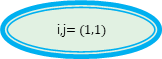 i,j= (1,1)